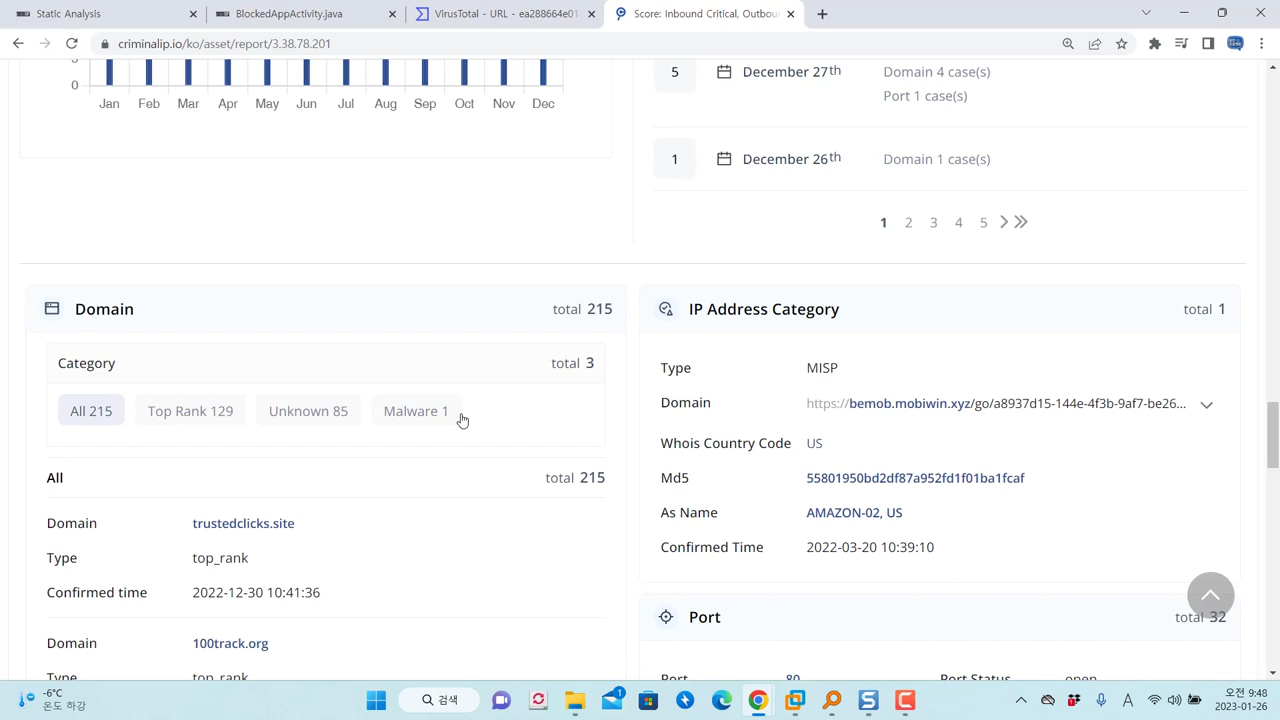 Static Analysis
BlockedAppActivity.java
VirusTotal - URL - ea288664e01
Score: Inbound Critical, Outbou
criminalip.io/ko/asset/report/3.38.78.201
0
Jan Feb Mar Apr May Jun Jul Aug Sep Oct Nov Dec
5 December 27th Domain 4 case(s)
Port 1 case(s)
1 December 26th Domain 1 case(s)
1 2 3 4 5
Domain total 215
Category total 3
All 215 Top Rank 129 Unknown 85 Malware 1
All total 215
Domain trustedclicks.site
Type top_rank
Confirmed time 2022-12-30 10:41:36
Domain 100track.org
Type top_rank
IP Address Category total 1
Type MISP
Domain https://bemob.mobiwin.xyz/go/a8937d15-144e-4f3b-9af7-be26...
Whois Country Code US
Md5 55801950bd2df87a952fd1f01ba1fcaf
As Name AMAZON-02, US
Confirmed Time 2022-03-20 10:39:10
Port total 32
Port 80 Port Status open
-6°C
온도 하강
검색
1
A
오전 9:48
2023-01-26